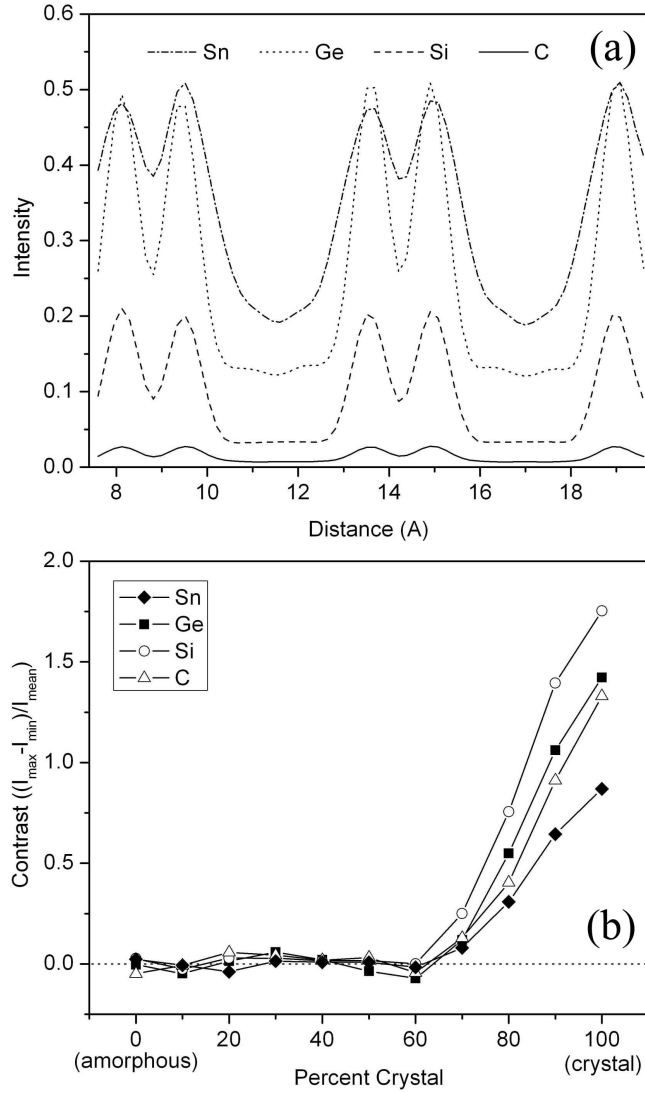 0.6
Sn Ge Si C (a)
0.5
0.4
0.3
0.2
0.1
0.0
Intensity
8 10 12 14 16 18
Distance (A)
2.0
Sn
Ge
Si
C
1.5
1.0
0.5
0.0
Contrast ((I_max-I_min)/I_mean)
(b)
0 20 40 60 80 100
(amorphous) (crystal)
Percent Crystal